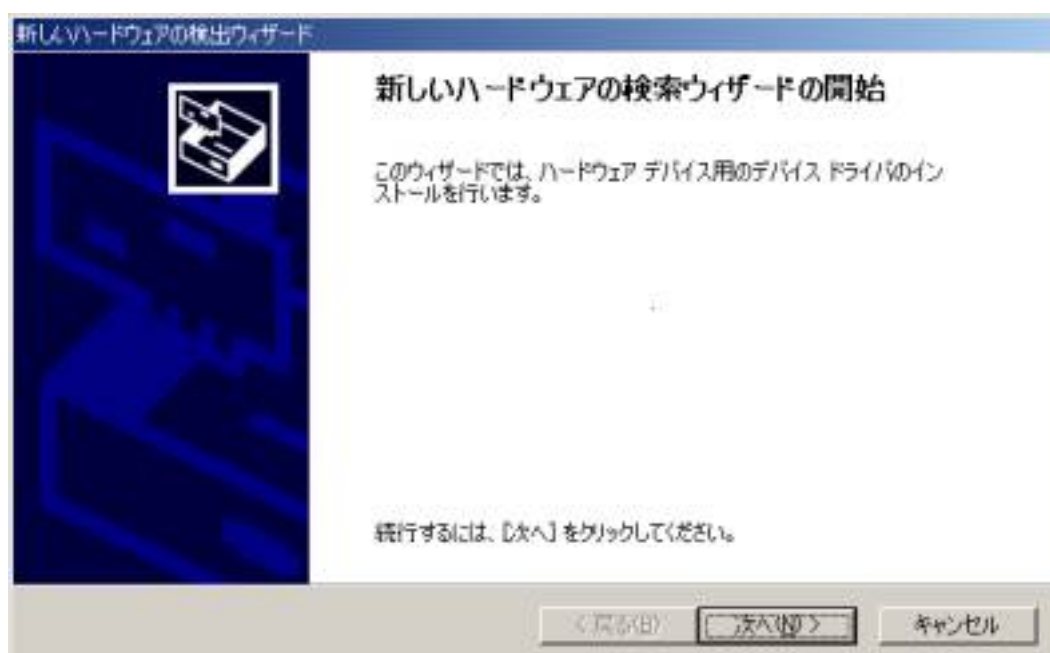 新しいハードウェアの検出ウィザード
新しいハードウェアの検索ウィザードの開始
このウィザードでは、ハードウェア デバイス用のデバイス ドライバのイン
ストールを行います。
続行するには、[次へ] をクリックしてください。
< 戻る(B)
次へ(N) >
キャンセル